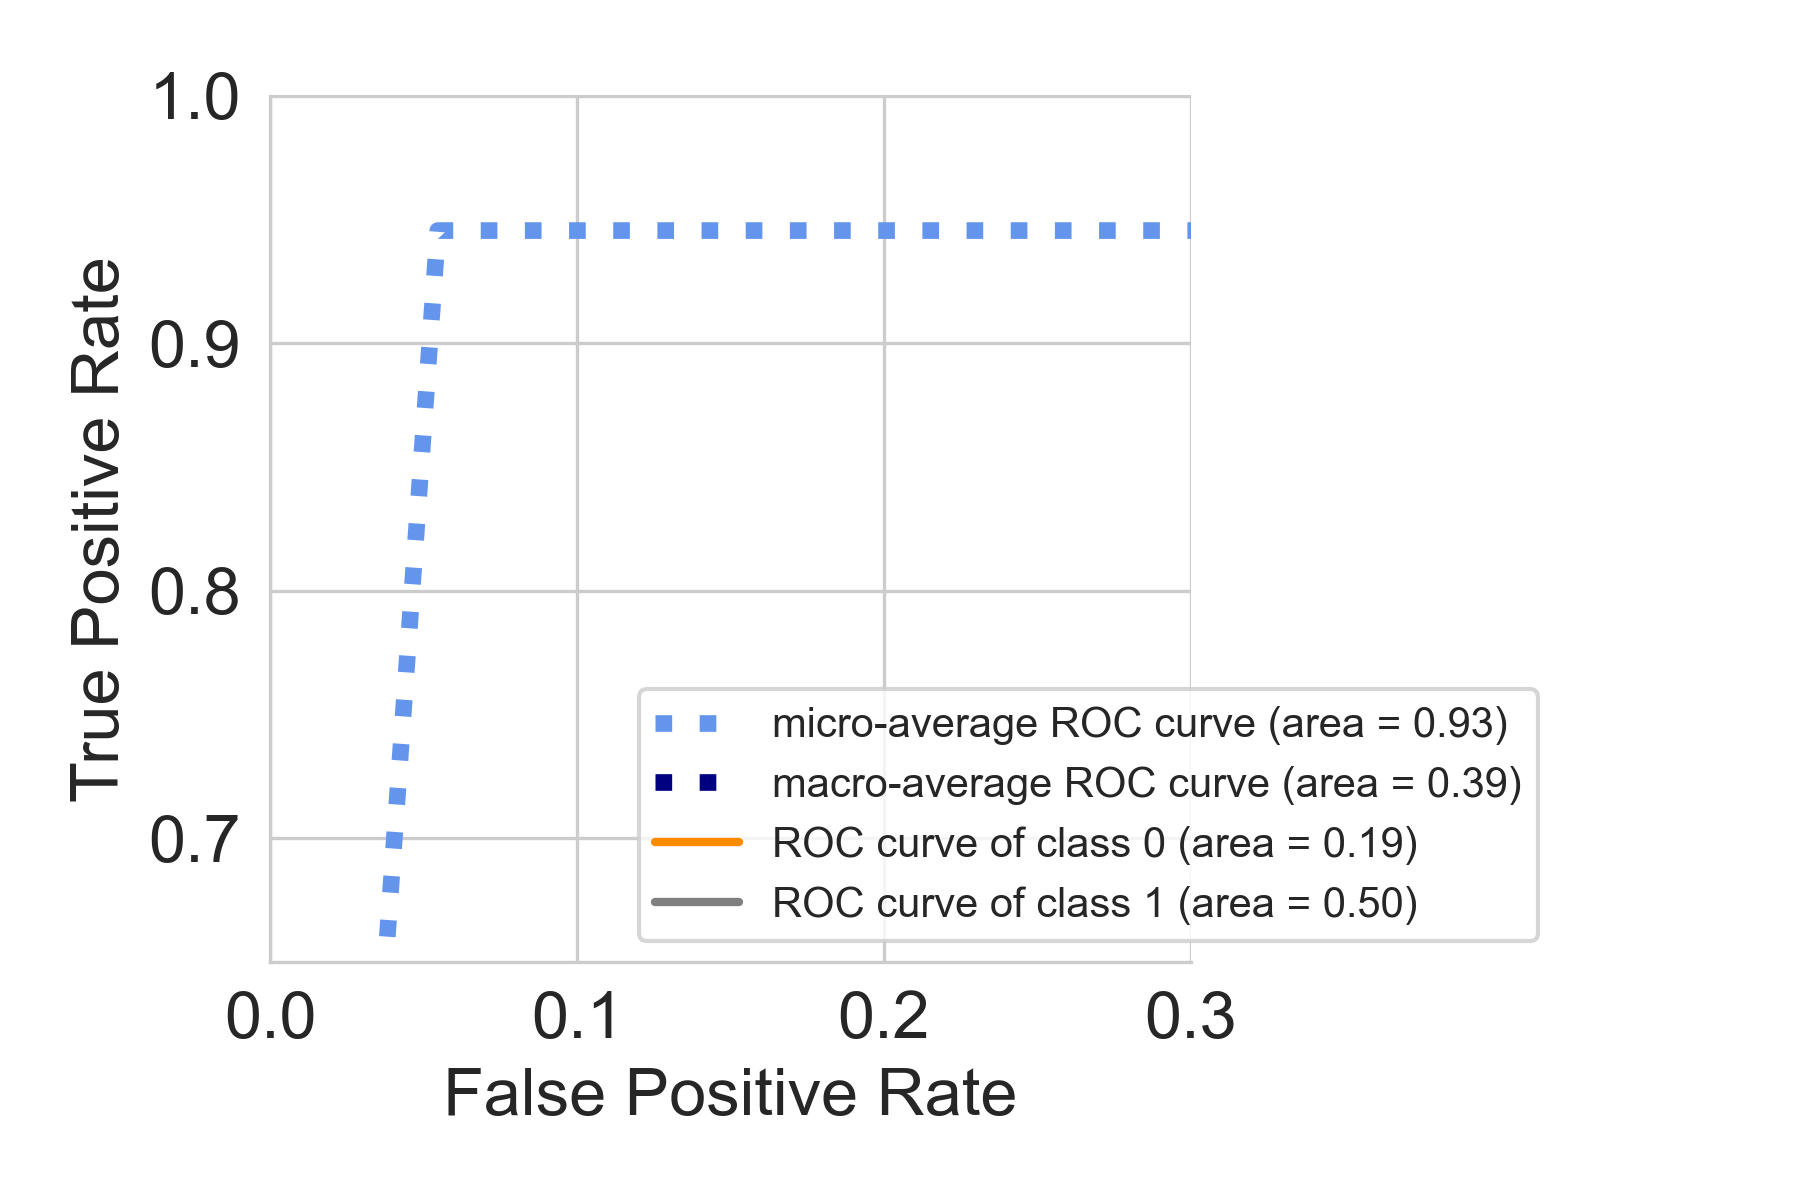 1.0
0.9
0.8
0.7
True Positive Rate
micro-average ROC curve (area = 0.93)
macro-average ROC curve (area = 0.39)
ROC curve of class 0 (area = 0.19)
ROC curve of class 1 (area = 0.50)
0.0 0.1 0.2 0.3
False Positive Rate